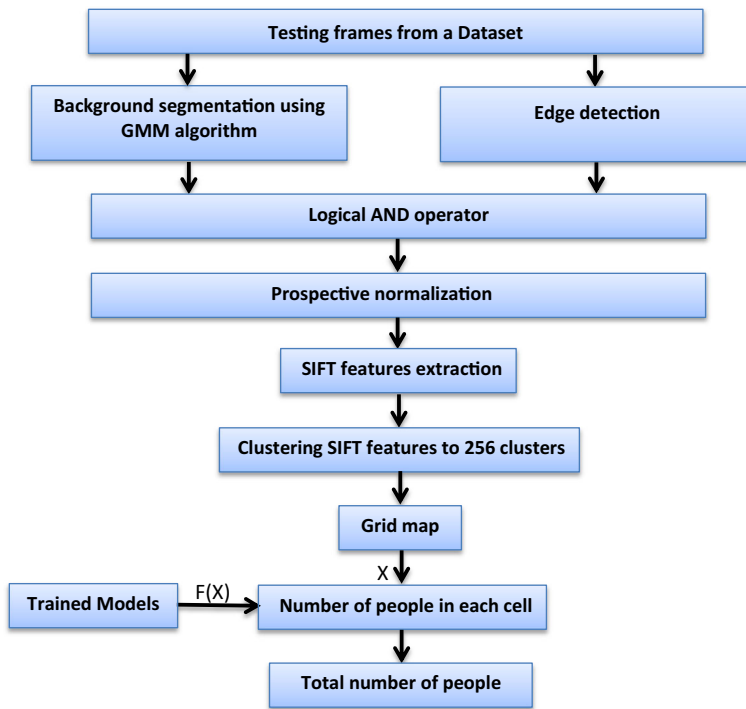 Testing frames from a Dataset
Background segmentation using
GMM algorithm
Edge detection
Logical AND operator
Prospective normalization
SIFT features extraction
Clustering SIFT features to 256 clusters
Grid map
X
Trained Models
F(X)
Number of people in each cell
Total number of people